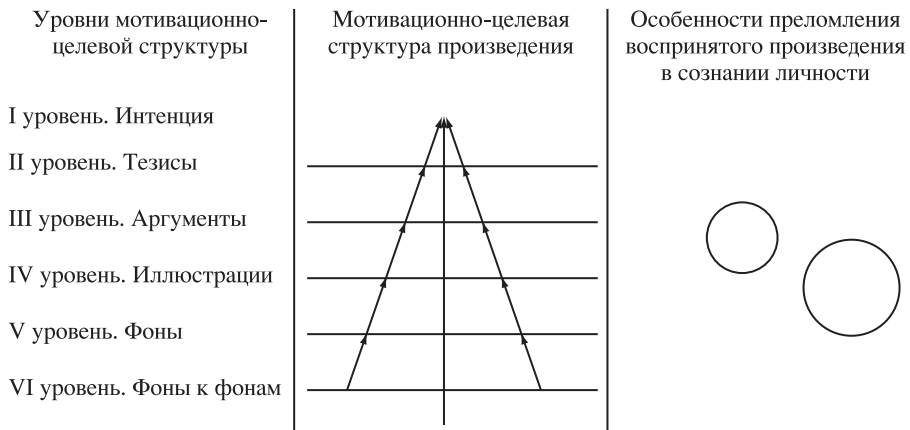 Уровни мотивационно-
целевой структуры
Мотивационно-целевая
структура произведения
Особенности преломления
воспринятого произведения
в сознании личности
I уровень. Интенция
II уровень. Тезисы
III уровень. Аргументы
IV уровень. Иллюстрации
V уровень. Фоны
VI уровень. Фоны к фонам